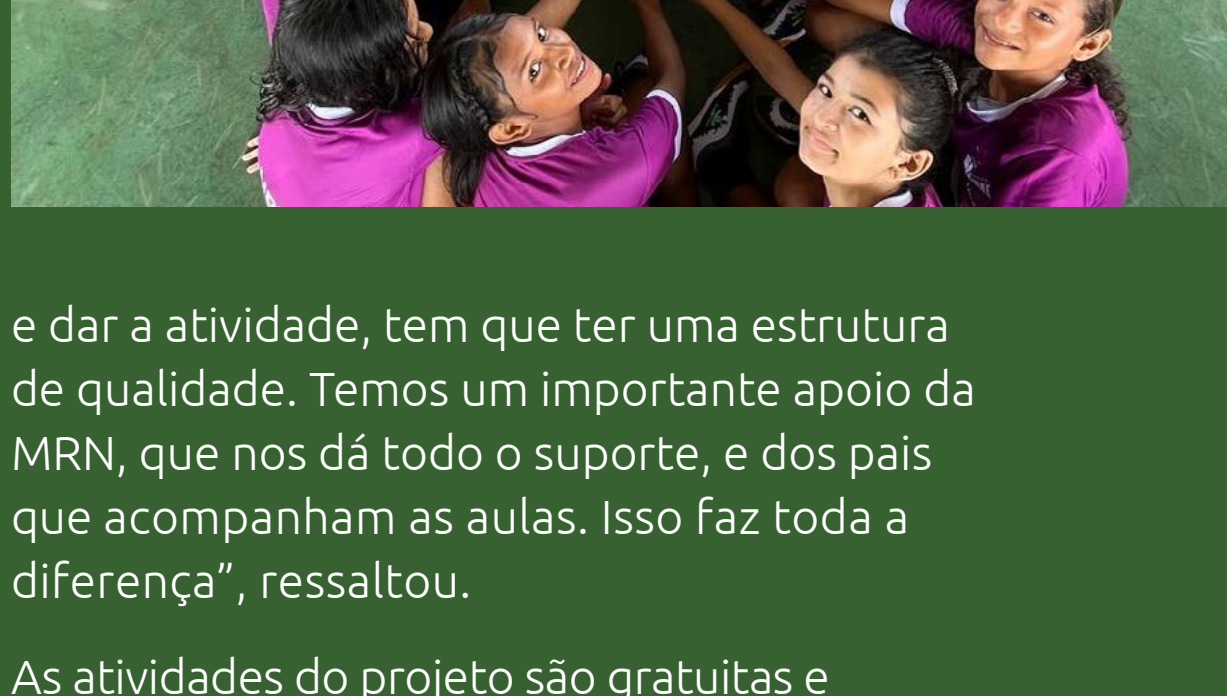 e dar a atividade, tem que ter uma estrutura
de qualidade. Temos um importante apoio da
MRN, que nos dá todo o suporte, e dos pais
que acompanham as aulas. Isso faz toda a
diferença”, ressaltou.
As atividades do projeto são gratuitas e